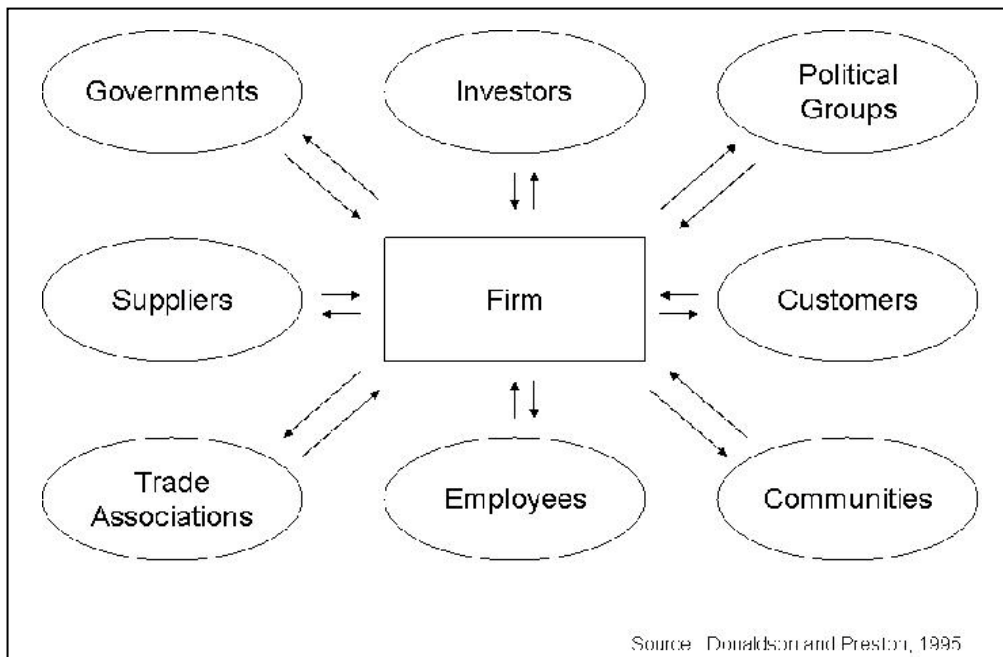 Governments
Investors
Political
Groups
Suppliers
Firm
Customers
Trade
Associations
Employees
Communities
Source: Donaldson and Preston, 1995